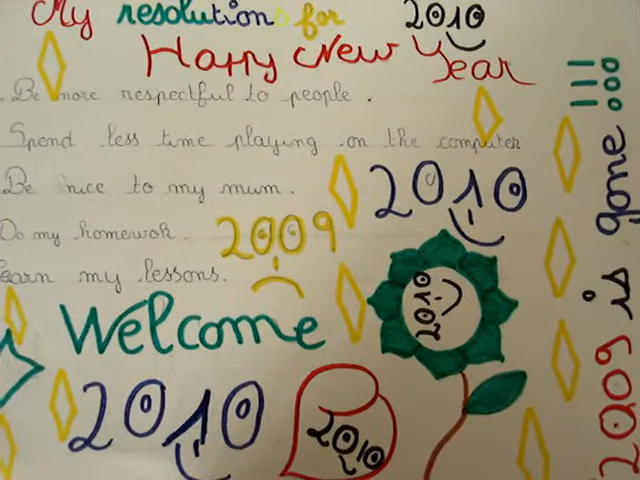 My resolutions for 2010
Happy New Year
. Be more respectful to people .
Spend less time playing on the computer
Be nice to my mum .
2010
Do my homework .
2009
Learn my lessons .
2010
Welcome
2010
2010
2009 is gone !!!